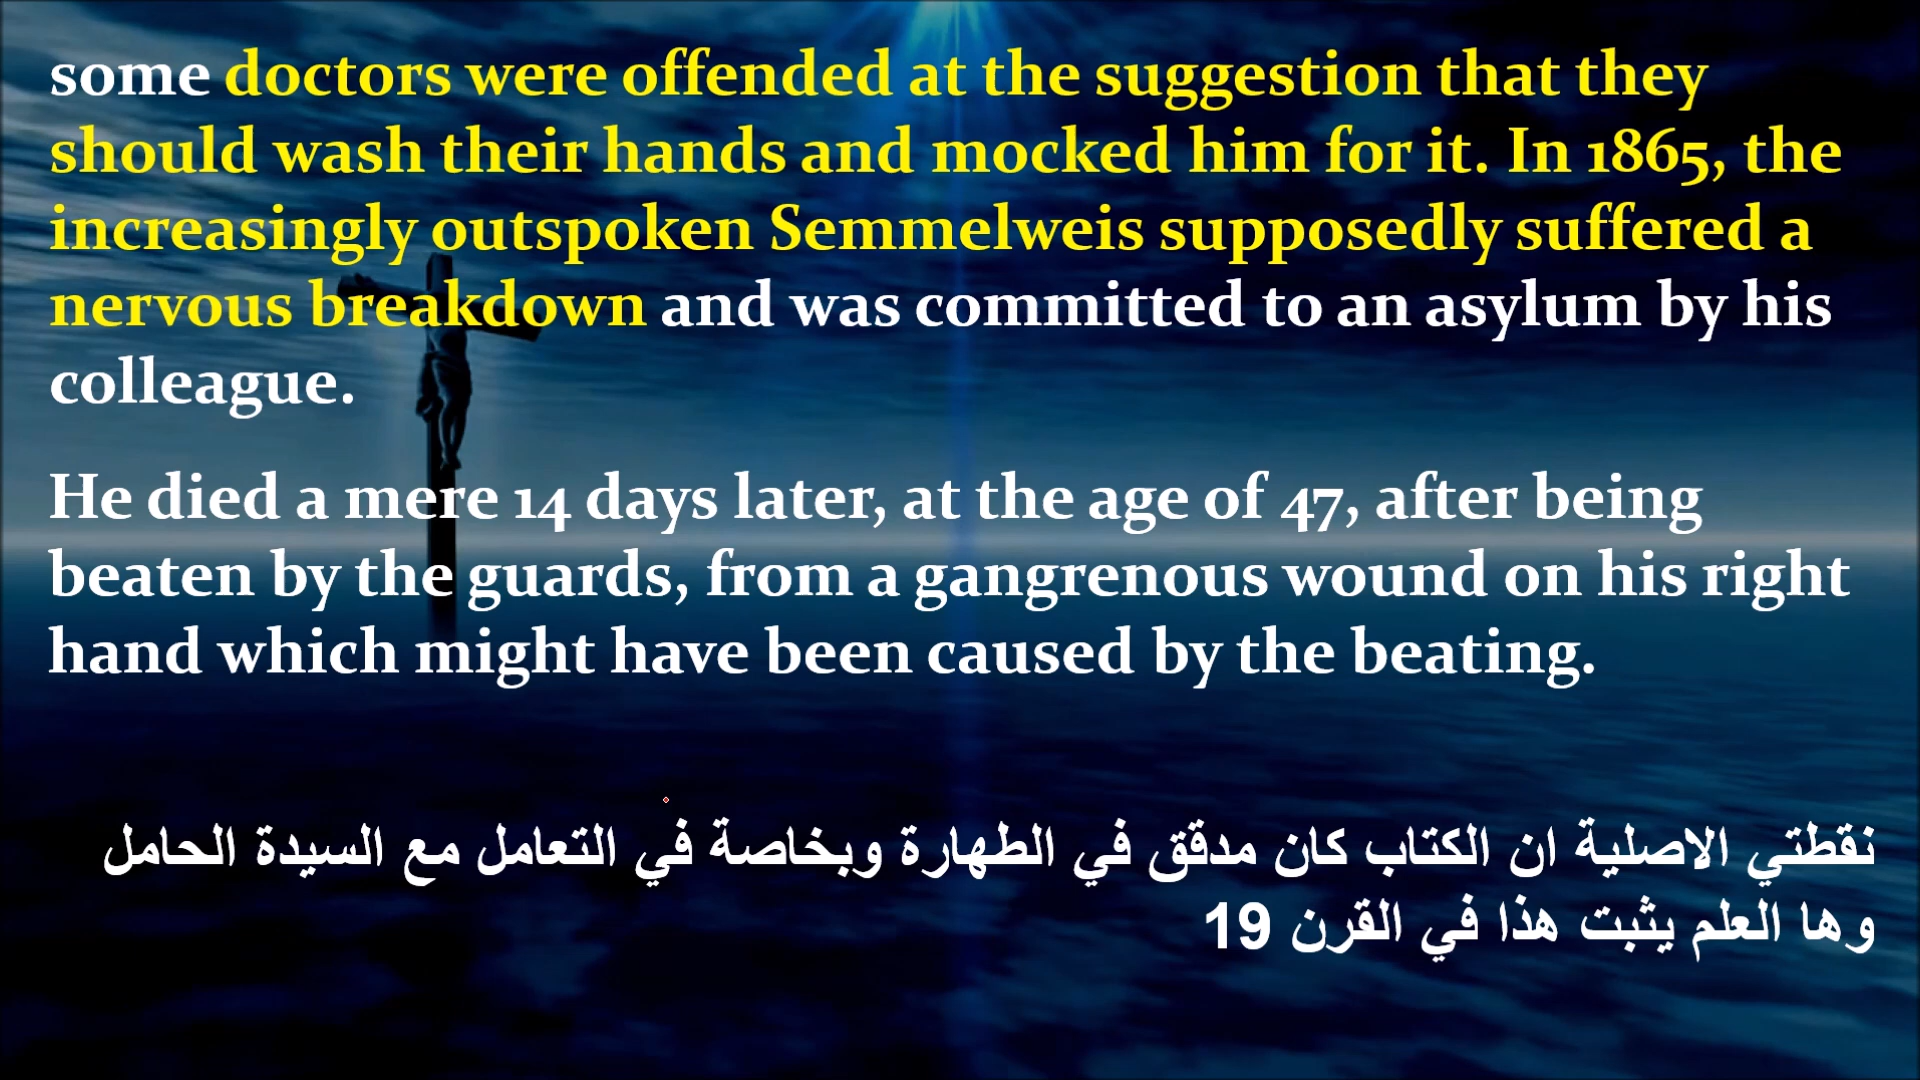 some doctors were offended at the suggestion that they
should wash their hands and mocked him for it. In 1865, the
increasingly outspoken Semmelweis supposedly suffered a
nervous breakdown and was committed to an asylum by his
colleague.
He died a mere 14 days later, at the age of 47, after being
beaten by the guards, from a gangrenous wound on his right
hand which might have been caused by the beating.
نقطتي الاصلية ان الكتاب كان مدقق في الطهارة وبخاصة في التعامل مع السيدة الحامل
وها العلم يثبت هذا في القرن 19